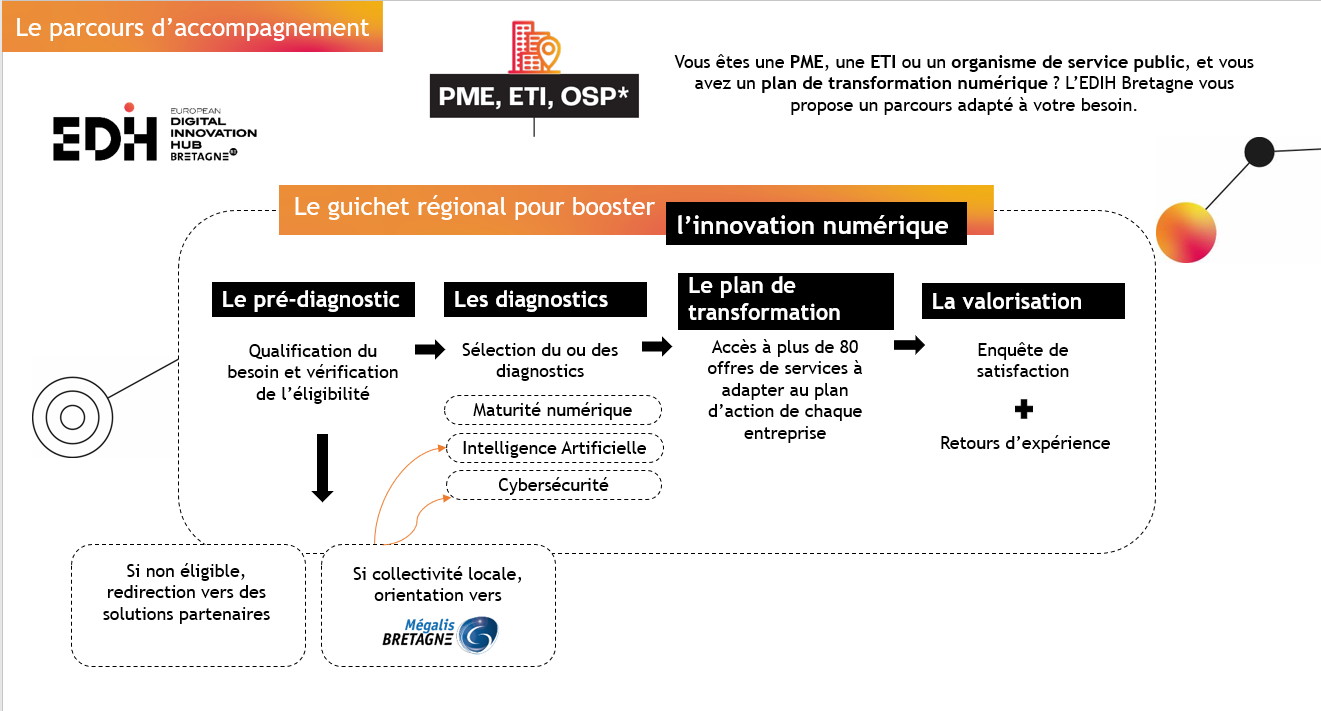 Le parcours d'accompagnement
PME, ETI, OSP*
Vous êtes une PME, une ETI ou un organisme de service public, et vous
avez un plan de transformation numérique ? L'EDIH Bretagne vous
propose un parcours adapté à votre besoin.
EDIH
EUROPEAN
DIGITAL
INNOVATION
HUB
BRETAGNE
Le guichet régional pour booster
l'innovation numérique
Le pré-diagnostic
Qualification du
besoin et vérification
de l'éligibilité
Les diagnostics
Sélection du ou des
diagnostics
Maturité numérique
Intelligence Artificielle
Cybersécurité
Le plan de
transformation
Accès à plus de 80
offres de services à
adapter au plan
d'action de chaque
entreprise
La valorisation
Enquête de
satisfaction
Retours d'expérience
Si non éligible,
redirection vers des
solutions partenaires
Si collectivité locale,
orientation vers
Mégalis
BRETAGNE